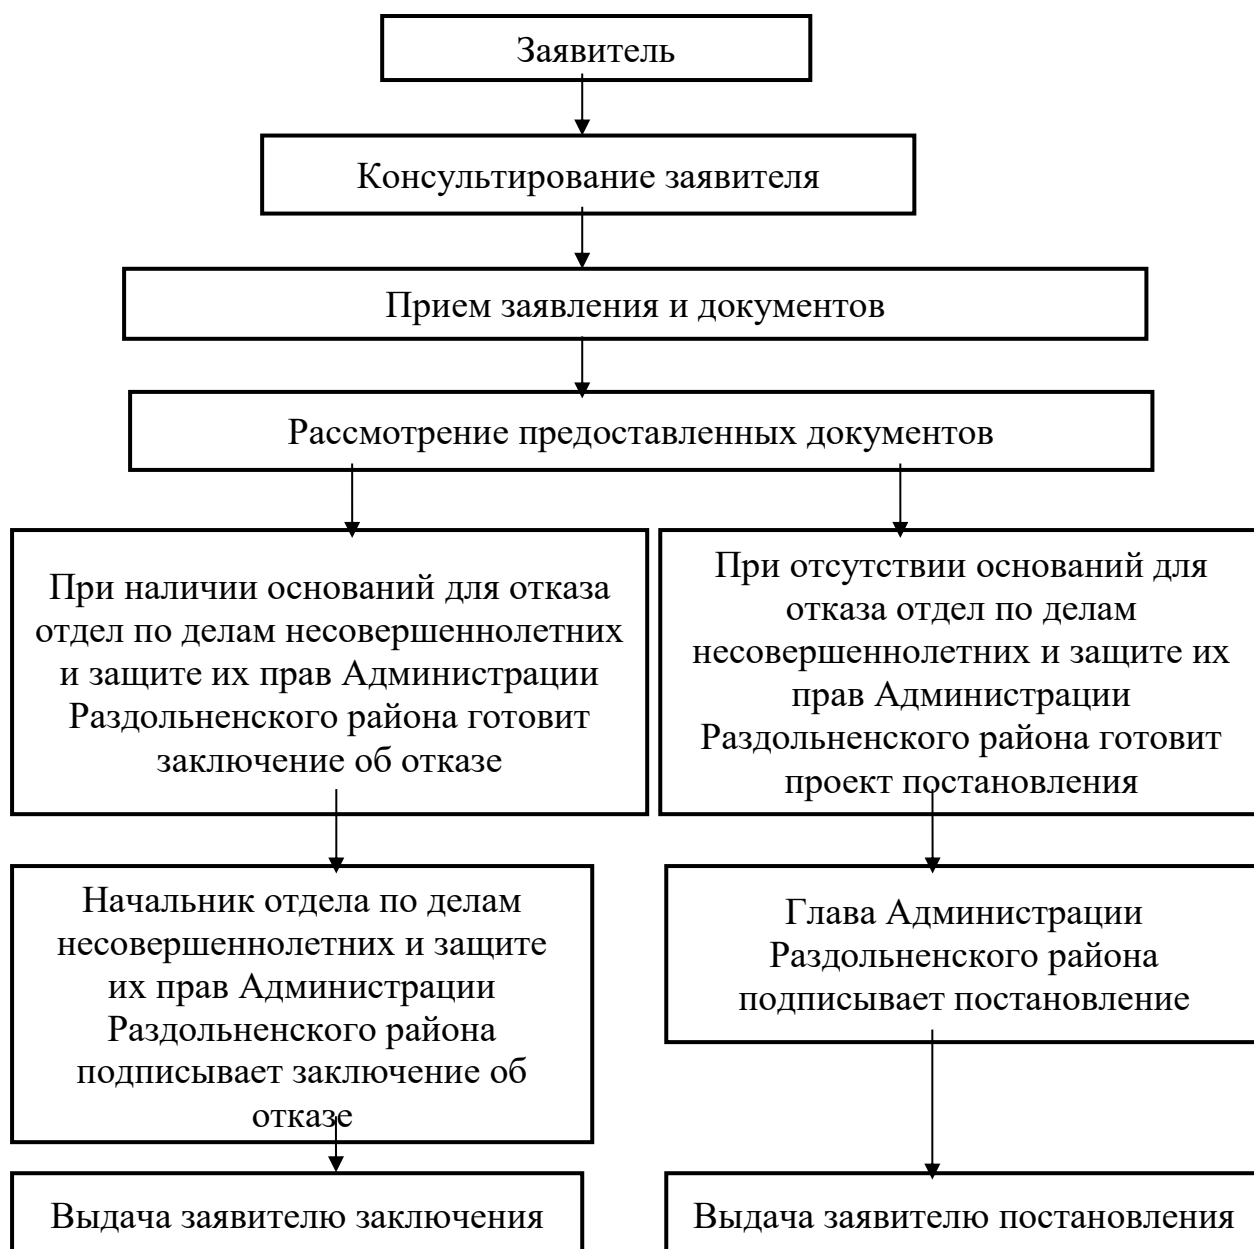 Заявитель
Консультирование заявителя
Прием заявления и документов
Рассмотрение предоставленных документов
При наличии оснований для отказа
отдел по делам несовершеннолетних
и защите их прав Администрации
Раздольненского района готовит
заключение об отказе
При отсутствии оснований для
отказа отдел по делам
несовершеннолетних и защите их
прав Администрации
Раздольненского района готовит
проект постановления
Начальник отдела по делам
несовершеннолетних и защите
их прав Администрации
Раздольненского района
подписывает заключение об
отказе
Глава Администрации
Раздольненского района
подписывает постановление
Выдача заявителю заключения
Выдача заявителю постановления